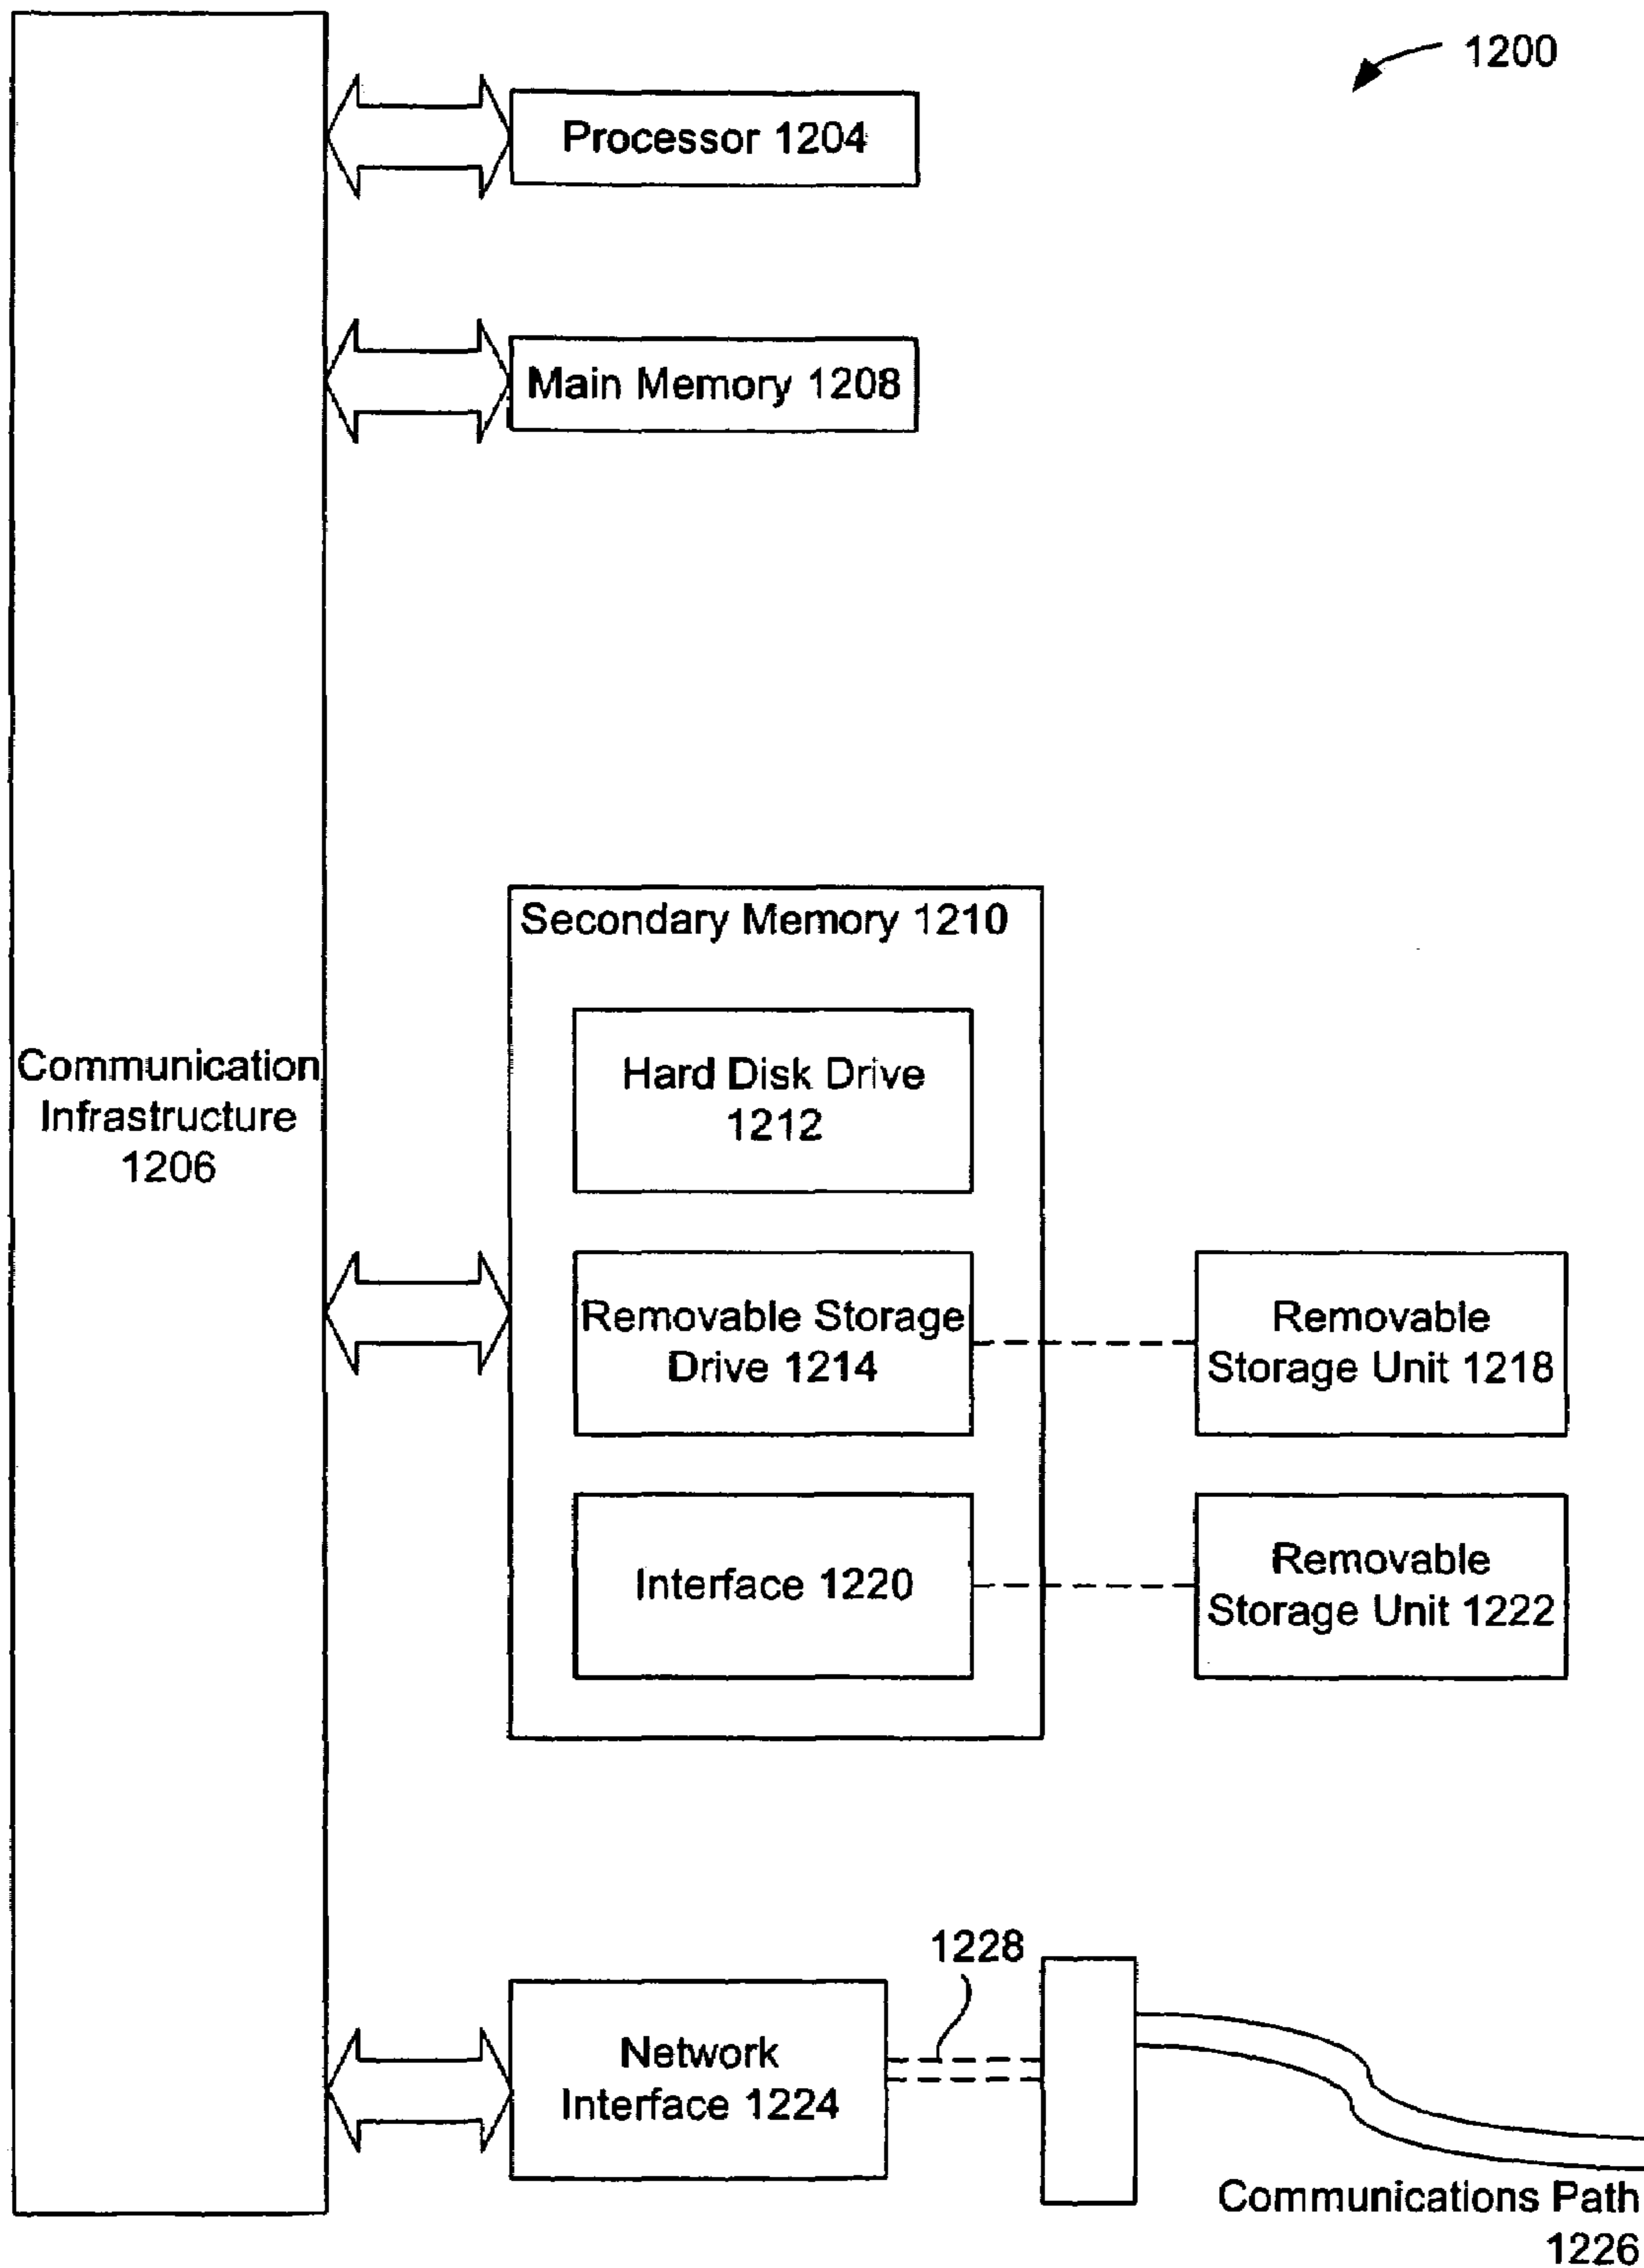 1200
Processor 1204
Main Memory 1208
Secondary Memory 1210
Hard Disk Drive
1212
Communication
Infrastructure
1206
Removable Storage
Drive 1214
Removable
Storage Unit 1218
Interface 1220
Removable
Storage Unit 1222
1228
Network
Interface 1224
Communications Path
1226